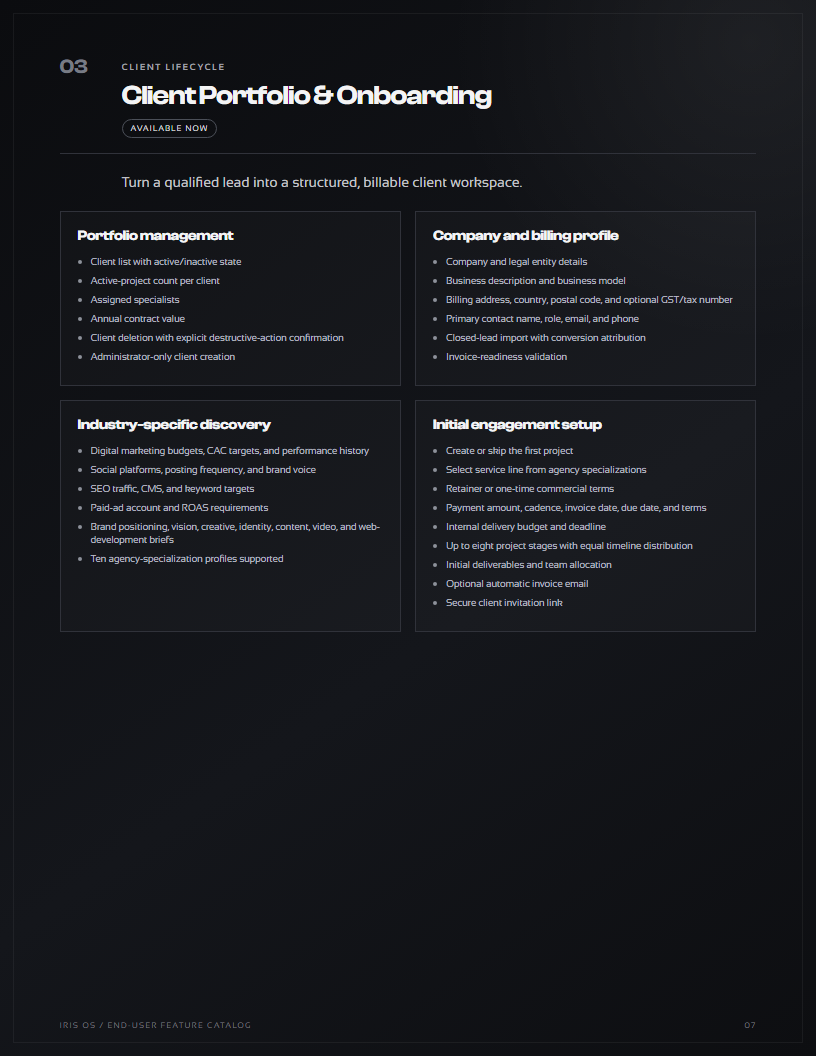 03
CLIENT LIFECYCLE
Client Portfolio & Onboarding
AVAILABLE NOW
Turn a qualified lead into a structured, billable client workspace.
Portfolio management
Client list with active/inactive state
Active-project count per client
Assigned specialists
Annual contract value
Client deletion with explicit destructive-action confirmation
Administrator-only client creation
Company and billing profile
Company and legal entity details
Business description and business model
Billing address, country, postal code, and optional GST/tax number
Primary contact name, role, email, and phone
Closed-lead import with conversion attribution
Invoice-readiness validation
Industry-specific discovery
Digital marketing budgets, CAC targets, and performance history
Social platforms, posting frequency, and brand voice
SEO traffic, CMS, and keyword targets
Paid-ad account and ROAS requirements
Brand positioning, vision, creative, identity, content, video, and web-
development briefs
Ten agency-specialization profiles supported
Initial engagement setup
Create or skip the first project
Select service line from agency specializations
Retainer or one-time commercial terms
Payment amount, cadence, invoice date, due date, and terms
Internal delivery budget and deadline
Up to eight project stages with equal timeline distribution
Initial deliverables and team allocation
Optional automatic invoice email
Secure client invitation link
IRIS OS / END-USER FEATURE CATALOG
07